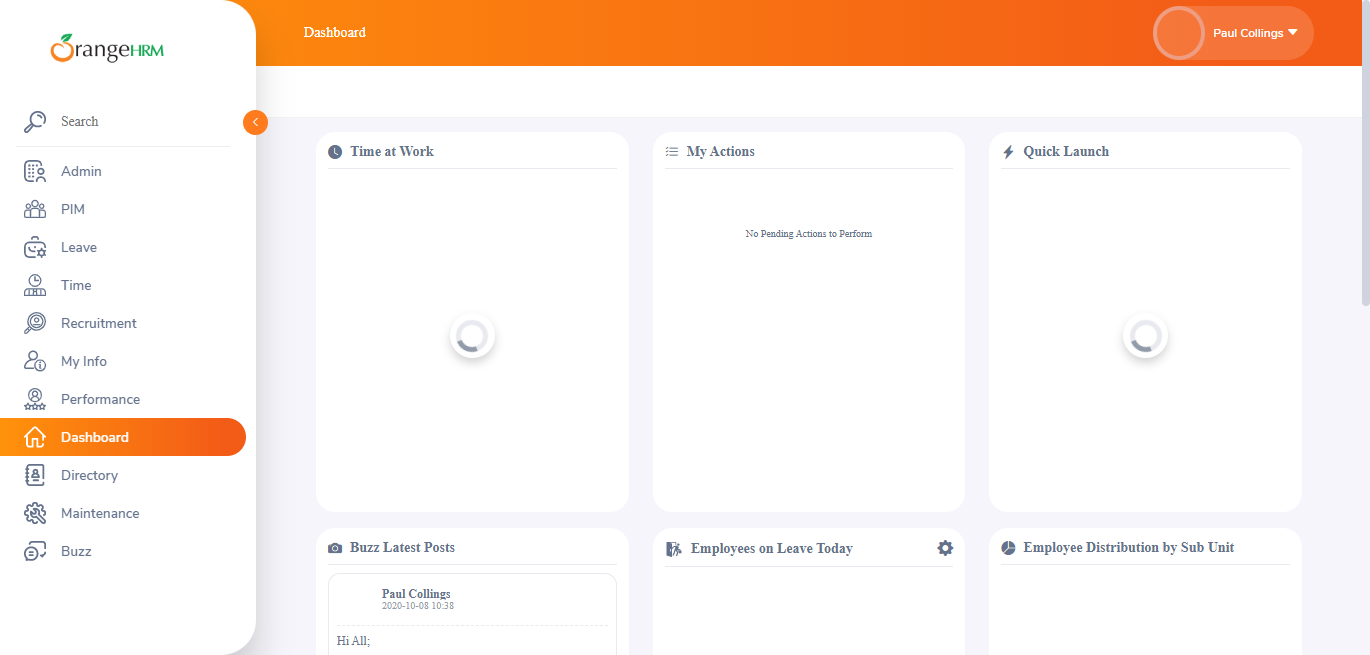 OrangeHRM
Dashboard
Paul Collings
Search
Admin
PIM
Leave
Time
Recruitment
My Info
Performance
Dashboard
Directory
Maintenance
Buzz
Time at Work
My Actions
No Pending Actions to Perform
Quick Launch
Buzz Latest Posts
Paul Collings
2020-10-08 10:38
Hi All;
Employees on Leave Today
Employee Distribution by Sub Unit